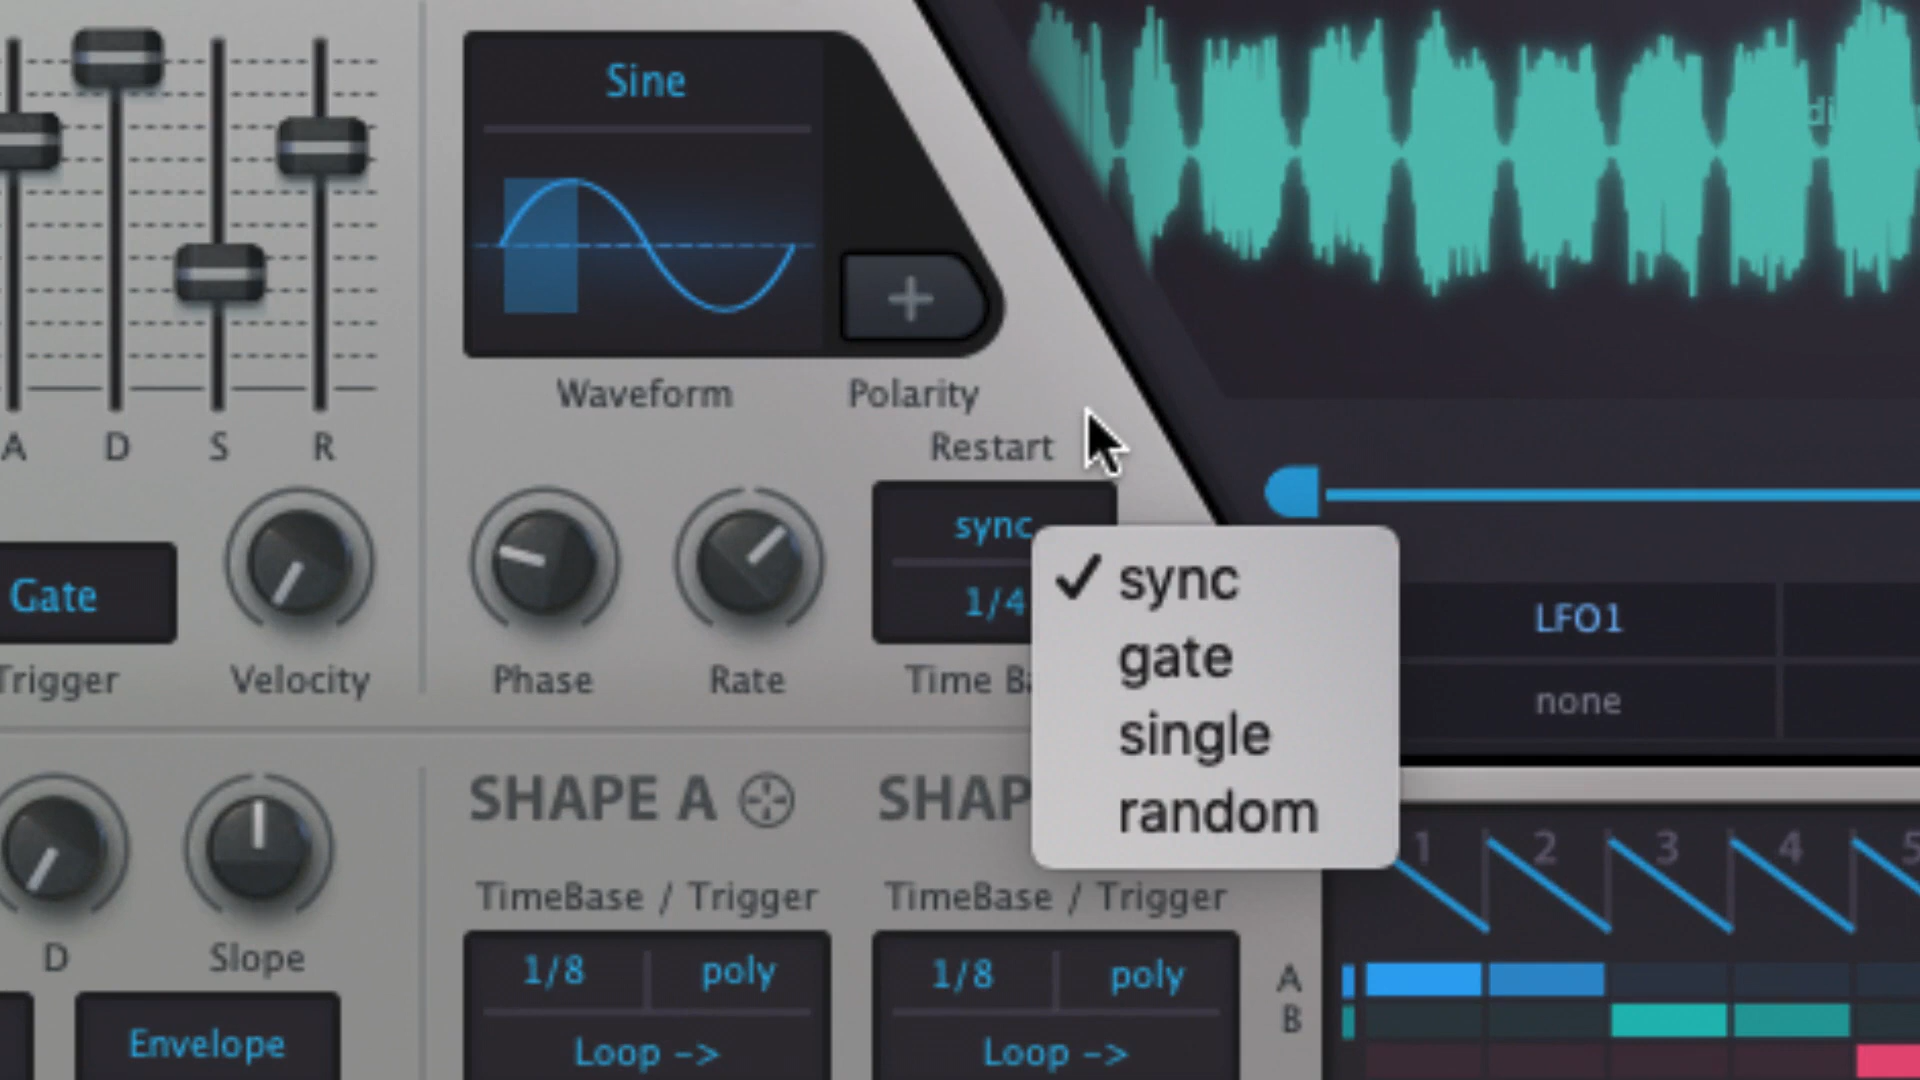 Sine
Waveform
Polarity
A D S R
Restart
sync
1/4
Gate
Trigger
Velocity
Phase
Rate
Time
sync
gate
single
random
LFO1
none
SHAPE A
TimeBase / Trigger
TimeBase / Trigger
D
Slope
1/8 poly
1/8 poly
Envelope
Loop ->
Loop ->
1 2 3 4 5
A
B